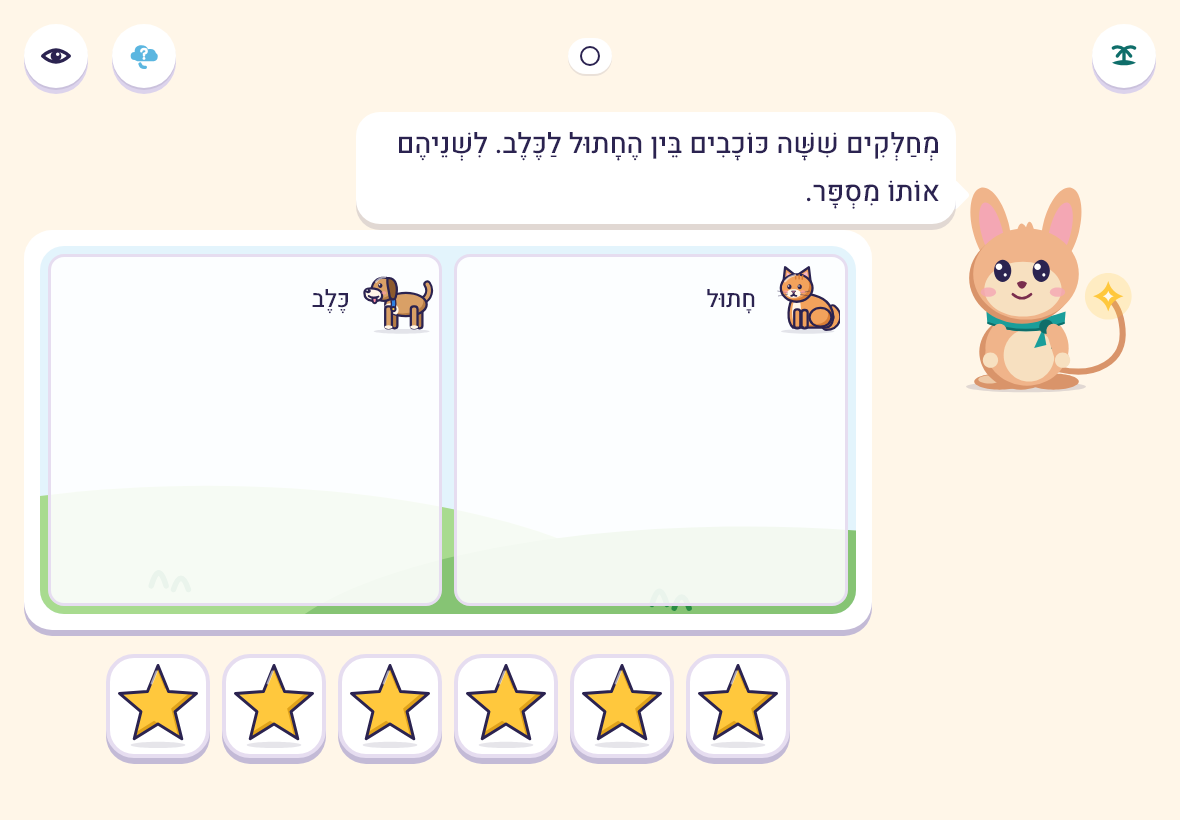 מְחַלְּקִים שִׁשָּׁה כּוֹכָבִים בֵּין הֶחָתוּל לַכֶּלֶב. לִשְׁנֵיהֶם
אוֹתוֹ מִסְפָּר.
חָתוּל
כֶּלֶב
?